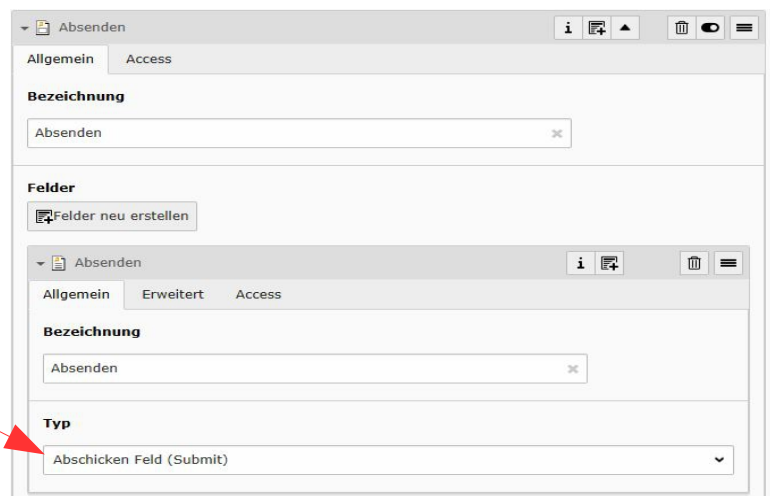 Absenden
Allgemein Access
Bezeichnung
Absenden
Felder
Felder neu erstellen
Absenden
Allgemein Erweitert Access
Bezeichnung
Absenden
Typ
Abschicken Feld (Submit)